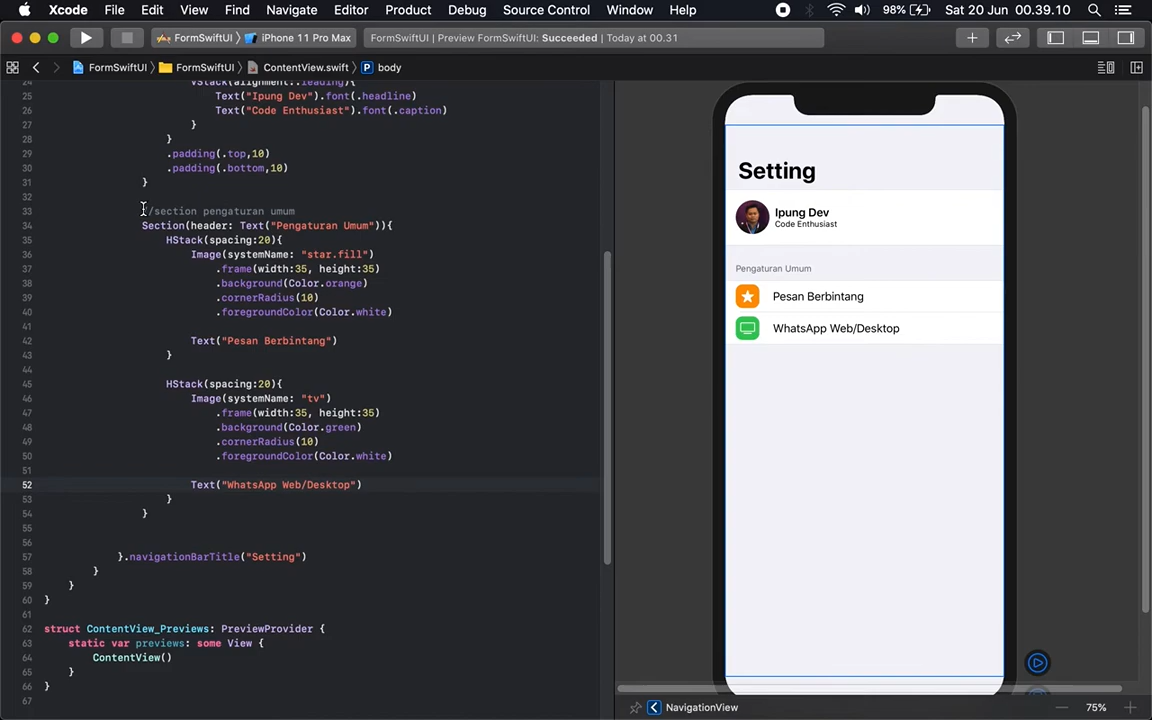 Xcode File Edit View Find Navigate Editor Product Debug Source Control Window Help 98% Sat 20 Jun 00.39.10
FormSwiftUI iPhone 11 Pro Max FormSwiftUI | Preview FormSwiftUI: Succeeded | Today at 00.31
FormSwiftUI FormSwiftUI ContentView.swift P body
24 VStack(alignment:.leading){
25 Text("Ipung Dev").font(.headline)
26 Text("Code Enthusiast").font(.caption)
27 }
28 }
29 .padding(.top,10)
30 .padding(.bottom,10)
31 }
32
33 //section pengaturan umum
34 Section(header: Text("Pengaturan Umum")){
35 HStack(spacing:20){
36 Image(systemName: "star.fill")
37 .frame(width:35, height:35)
38 .background(Color.orange)
39 .cornerRadius(10)
40 .foregroundColor(Color.white)
41
42 Text("Pesan Berbintang")
43 }
44
45 HStack(spacing:20){
46 Image(systemName: "tv")
47 .frame(width:35, height:35)
48 .background(Color.green)
49 .cornerRadius(10)
50 .foregroundColor(Color.white)
51
52 Text("WhatsApp Web/Desktop")
53 }
54 }
55
56
57 }.navigationBarTitle("Setting")
58 }
59 }
60 }
61
62 struct ContentView_Previews: PreviewProvider {
63 static var previews: some View {
64 ContentView()
65 }
66 }
67
Setting
Ipung Dev
Code Enthusiast
Pengaturan Umum
Pesan Berbintang
WhatsApp Web/Desktop
NavigationView 75%